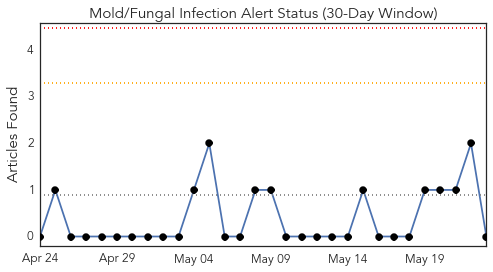 Mold/Fungal Infection Alert Status (30-Day Window)
Articles Found
4
3
2
1
0
Apr 24 Apr 29 May 04 May 09 May 14 May 19